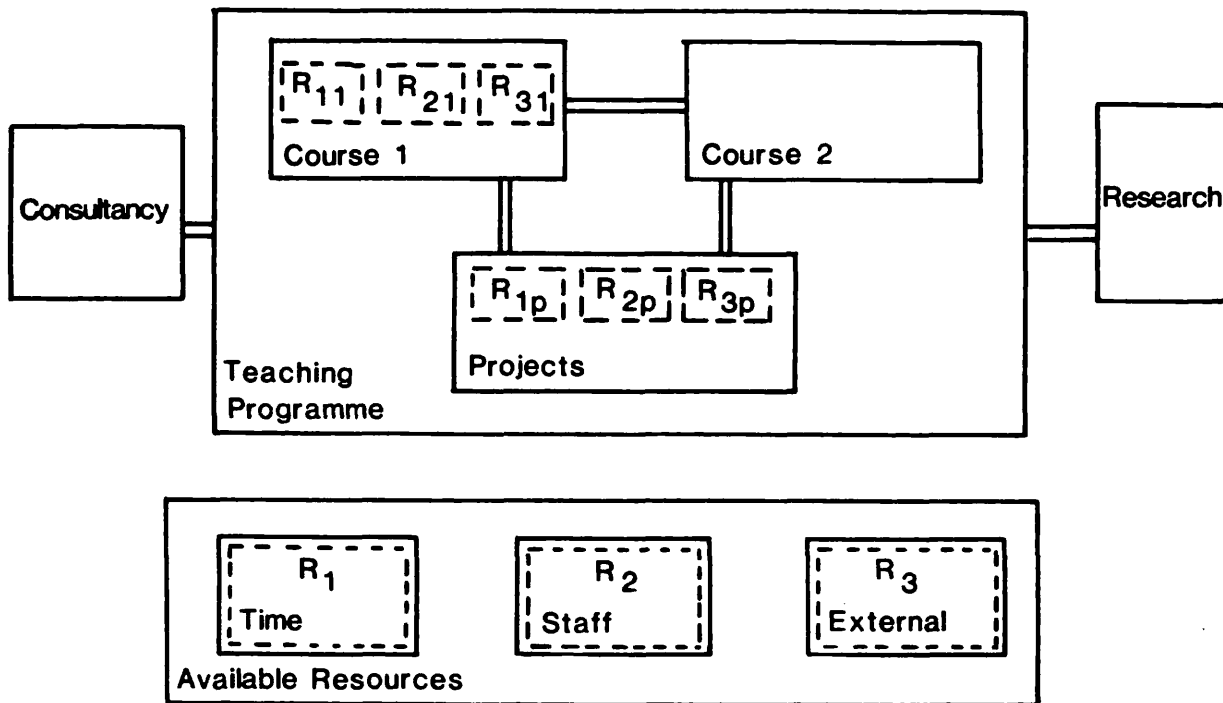 R11 R21 R31
Course 1
Course 2
Consultancy
Research
R1p R2p R3p
Projects
Teaching
Programme
R1
Time
R2
Staff
R3
External
Available Resources